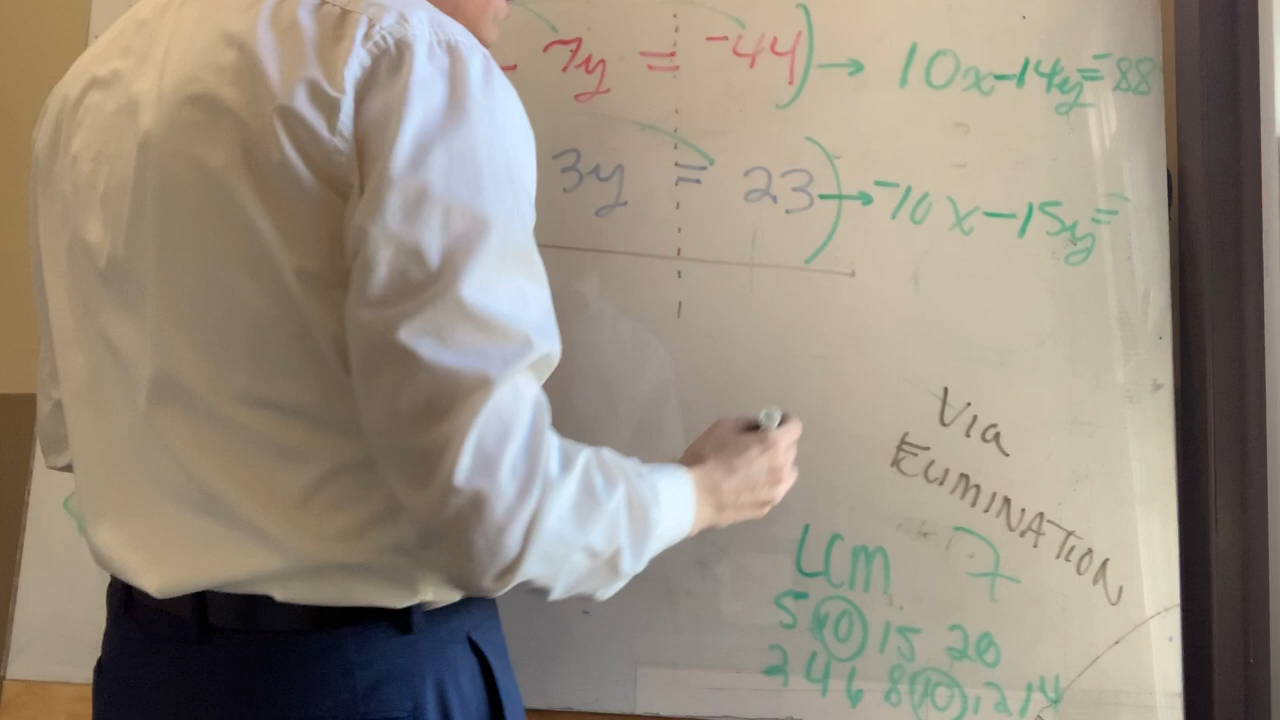 - 7y = -44) → 10x-14y=-88
3y = 23) → -10x-15y=-
Via
ELIMINATION
LCM 7
5 10 15 20
2 4 6 8 10 12 14